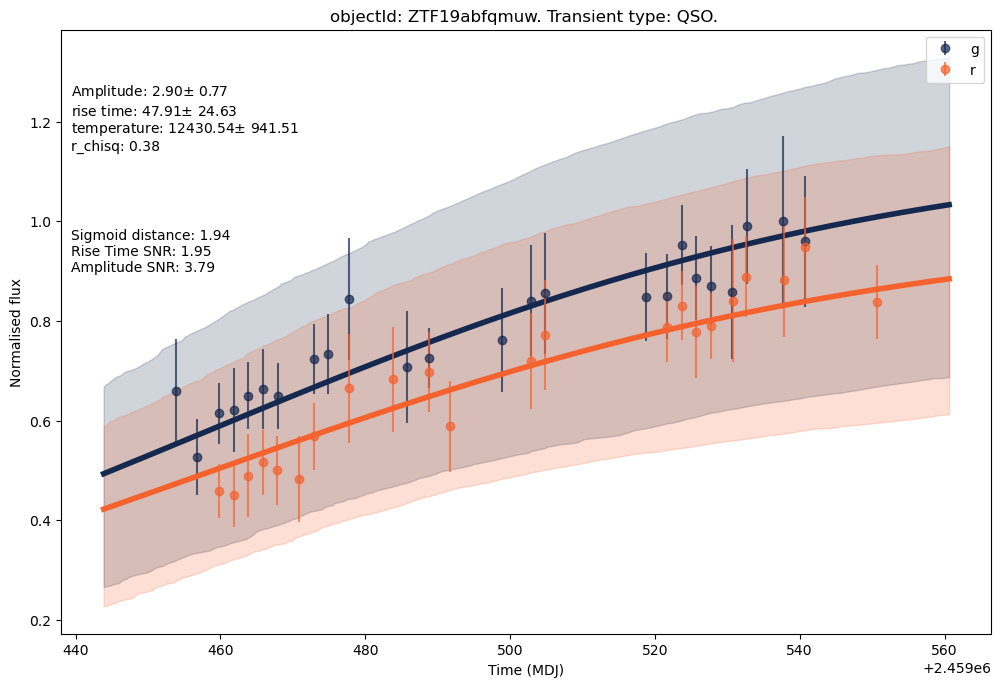 objectId: ZTF19abfqmuw. Transient type: QSO.
g
r
Amplitude: 2.90± 0.77
rise time: 47.91± 24.63
temperature: 12430.54± 941.51
r_chisq: 0.38
Sigmoid distance: 1.94
Rise Time SNR: 1.95
Amplitude SNR: 3.79
Normalised flux
1.2
1.0
0.8
0.6
0.4
0.2
440 460 480 500 520 540 560
Time (MDJ)
+2.459e6